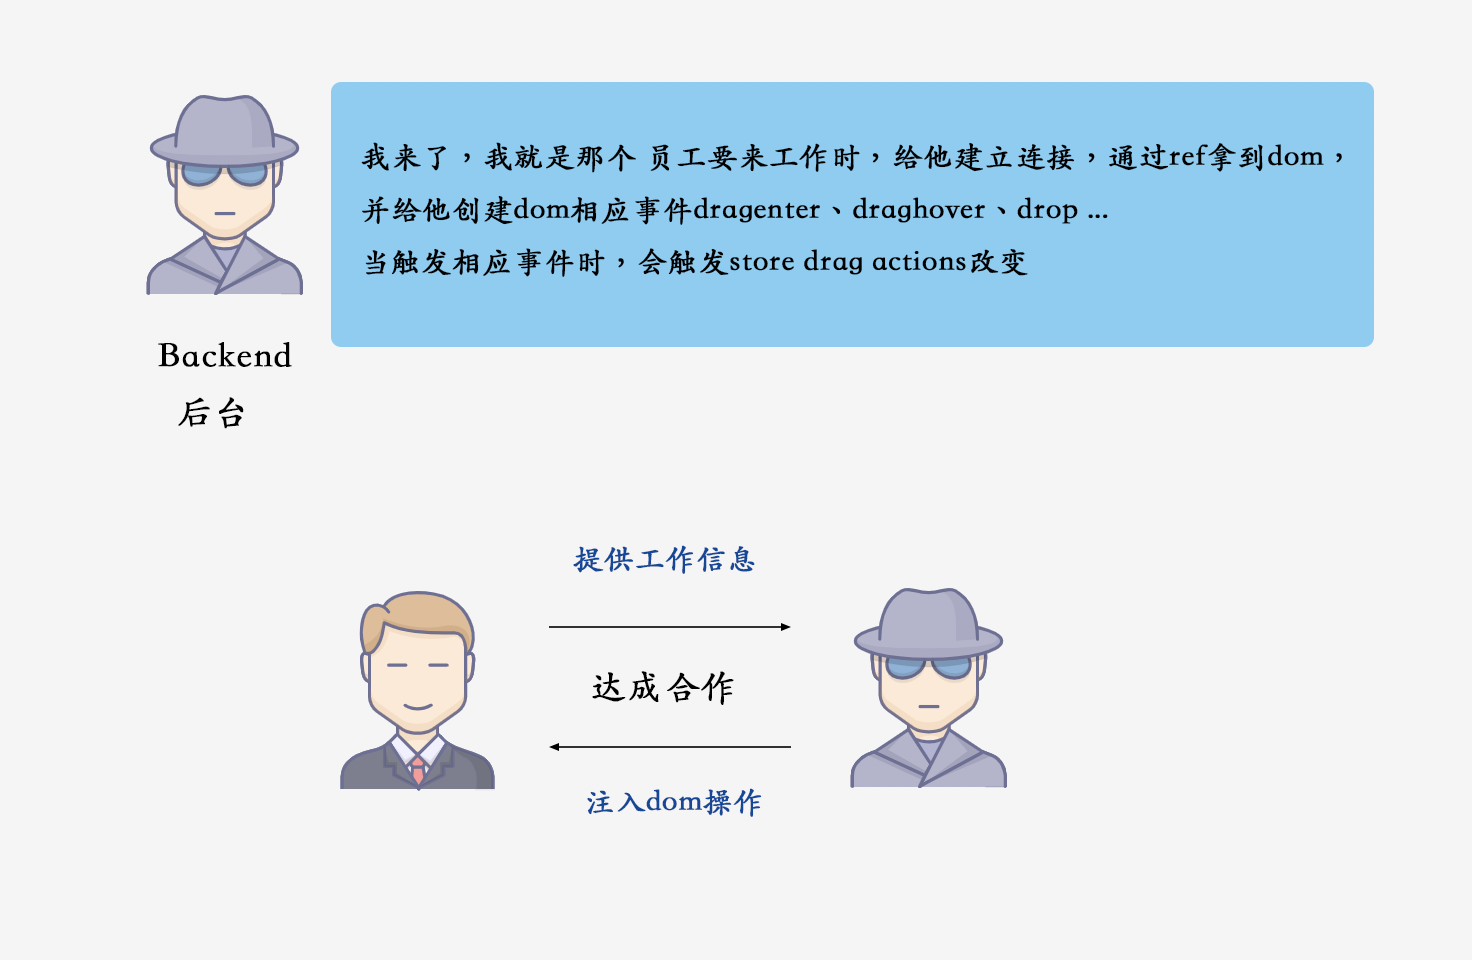 我来了，我就是那个 员工要来工作时，给他建立连接，通过ref拿到dom，
并给他创建dom相应事件dragenter、draghover、drop ...
当触发相应事件时，会触发store drag actions改变
Backend
后台
提供工作信息
达成合作
注入dom操作